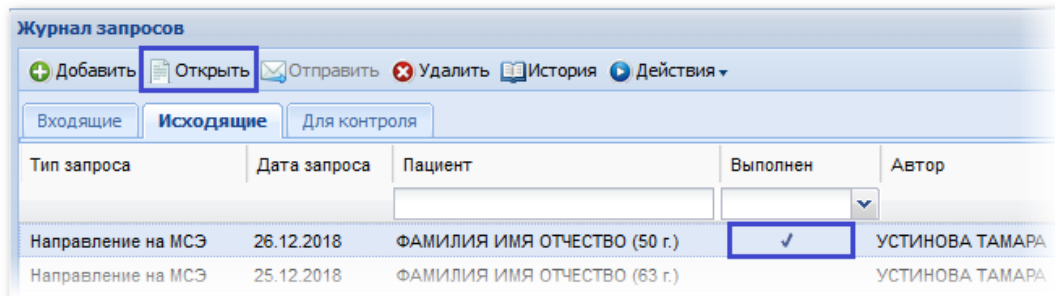 Журнал запросов
Добавить Открыть Отправить Удалить История Действия
Входящие Исходящие Для контроля
Тип запроса Дата запроса Пациент Выполнен Автор
Направление на МСЭ 26.12.2018 ФАМИЛИЯ ИМЯ ОТЧЕСТВО (50 г.) УСТИНОВА ТАМАРА
Направление на МСЭ 25.12.2018 ФАМИЛИЯ ИМЯ ОТЧЕСТВО (63 г.) УСТИНОВА ТАМАРА